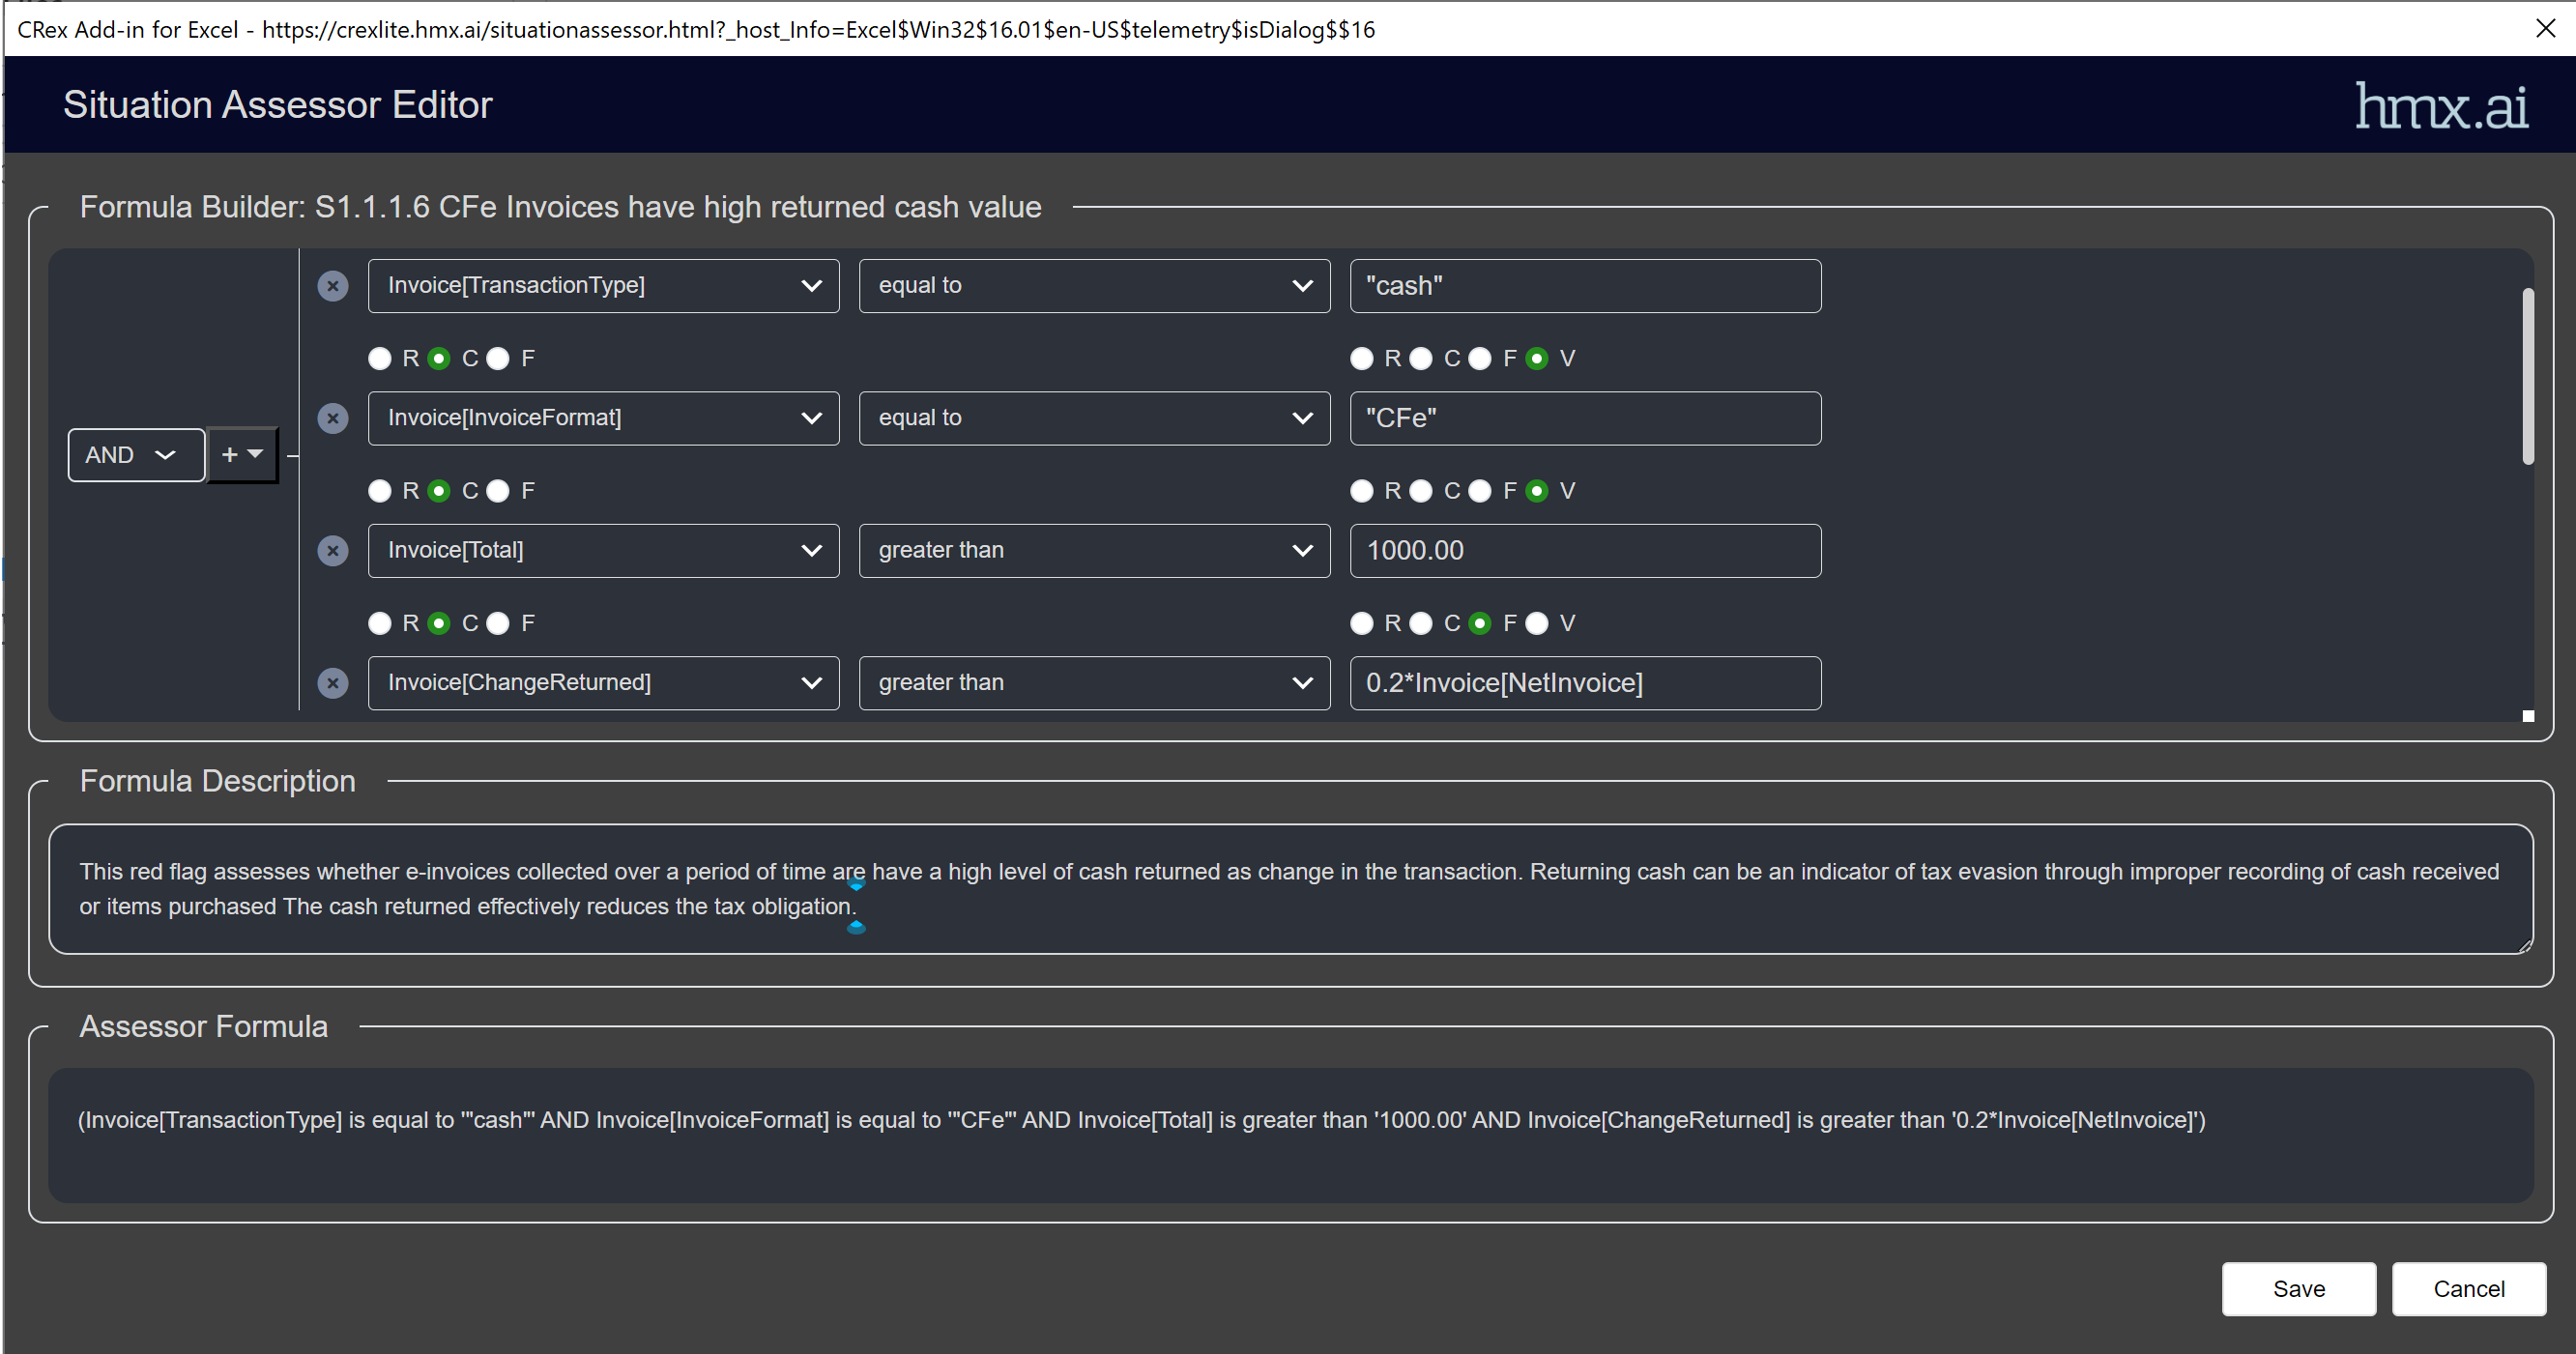 CRex Add-in for Excel - https://crexlite.hmx.ai/situationassessor.html?_host_Info=Excel$Win32$16.01$en-US$telemetry$isDialog$$16
Situation Assessor Editor
hmx.ai
Formula Builder: S1.1.1.6 CFe Invoices have high returned cash value
Invoice[TransactionType] equal to "cash"
R C F R C F V
Invoice[InvoiceFormat] equal to "CFe"
AND +
R C F R C F V
Invoice[Total] greater than 1000.00
R C F R C F V
Invoice[ChangeReturned] greater than 0.2*Invoice[NetInvoice]
Formula Description
This red flag assesses whether e-invoices collected over a period of time are have a high level of cash returned as change in the transaction. Returning cash can be an indicator of tax evasion through improper recording of cash received
or items purchased The cash returned effectively reduces the tax obligation.
Assessor Formula
(Invoice[TransactionType] is equal to '"cash"' AND Invoice[InvoiceFormat] is equal to '"CFe"' AND Invoice[Total] is greater than '1000.00' AND Invoice[ChangeReturned] is greater than '0.2*Invoice[NetInvoice]')
Save Cancel